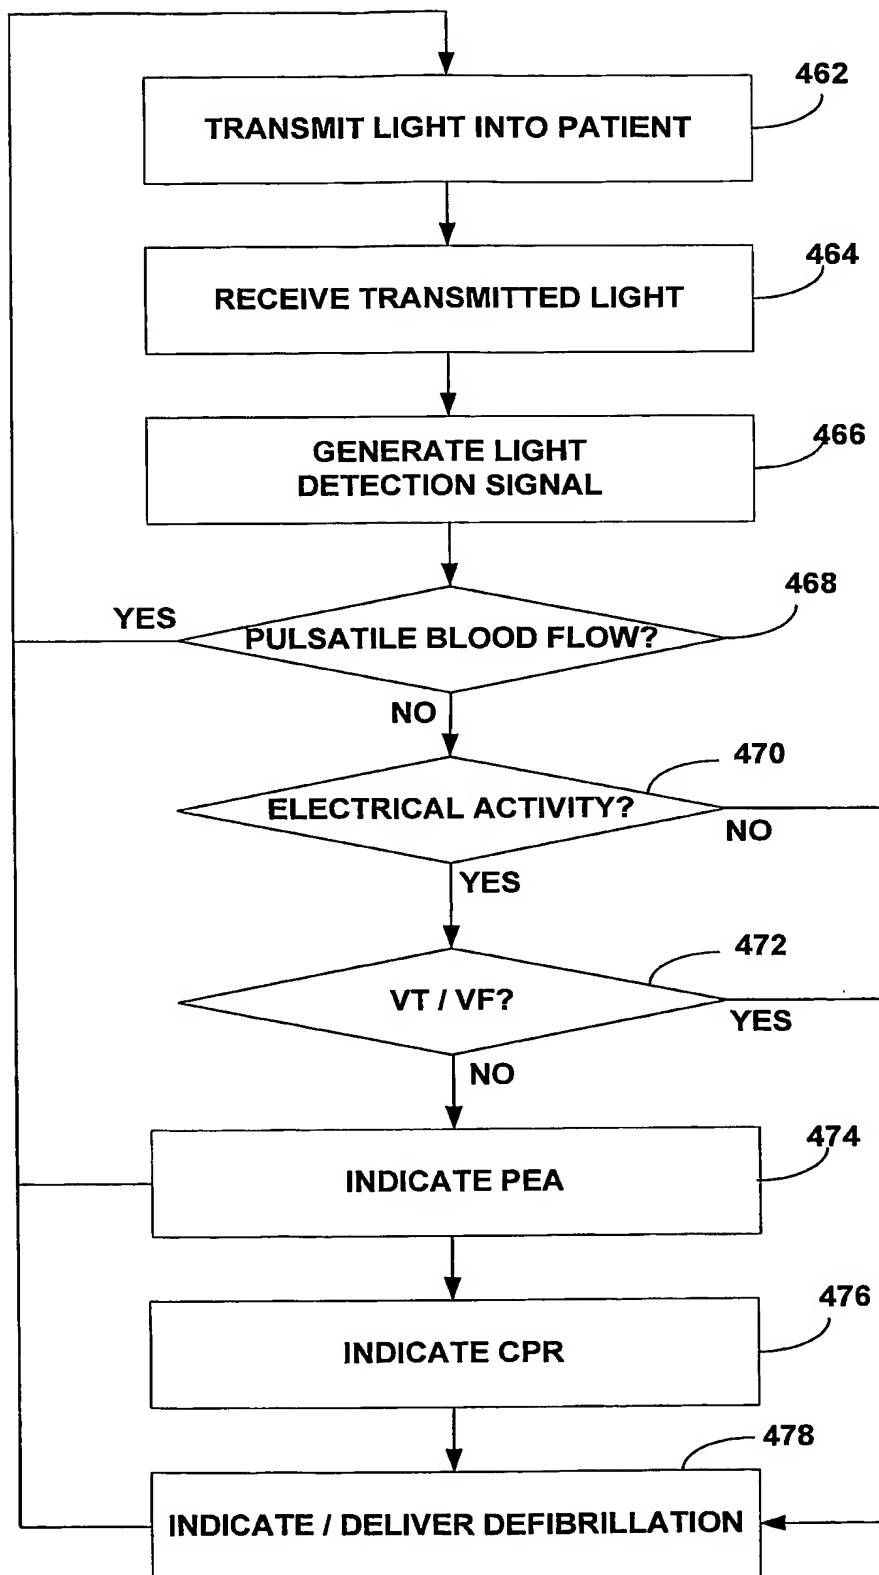 462
TRANSMIT LIGHT INTO PATIENT
464
RECEIVE TRANSMITTED LIGHT
466
GENERATE LIGHT
DETECTION SIGNAL
468
YES
PULSATILE BLOOD FLOW?
NO
470
ELECTRICAL ACTIVITY?
NO
YES
472
VT / VF?
YES
NO
474
INDICATE PEA
476
INDICATE CPR
478
INDICATE / DELIVER DEFIBRILLATION